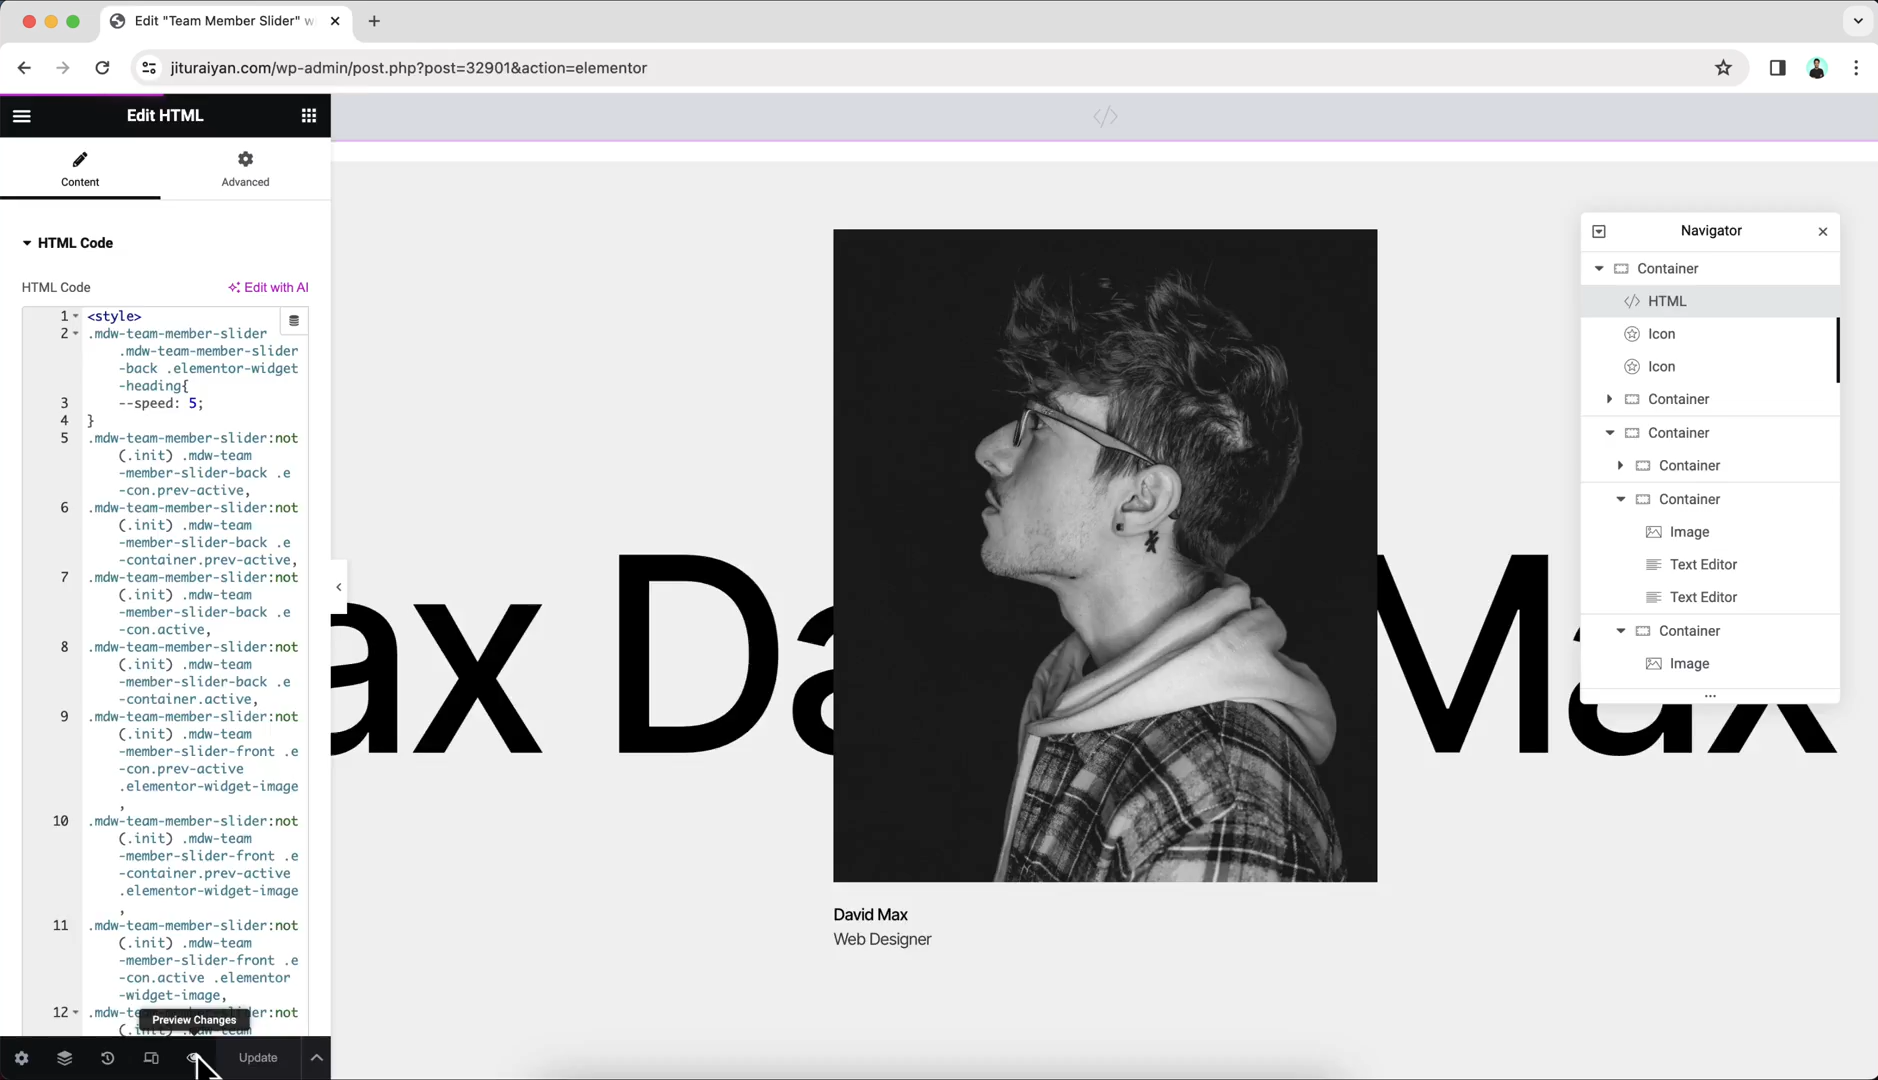 Edit "Team Member Slider" w
jituraiyan.com/wp-admin/post.php?post=32901&action=elementor
Edit HTML
Content
Advanced
HTML Code
HTML Code
Edit with AI
1 <style>
2 .mdw-team-member-slider
.mdw-team-member-slider
-back .elementor-widget
-heading{
3 --speed: 5;
4 }
5 .mdw-team-member-slider:not
(.init) .mdw-team
-member-slider-back .e
-con.prev-active,
6 .mdw-team-member-slider:not
(.init) .mdw-team
-member-slider-back .e
-container.prev-active,
7 .mdw-team-member-slider:not
(.init) .mdw-team
-member-slider-back .e
-con.active,
8 .mdw-team-member-slider:not
(.init) .mdw-team
-member-slider-back .e
-container.active,
9 .mdw-team-member-slider:not
(.init) .mdw-team
-member-slider-front .e
-con.prev-active
.elementor-widget-image
,
10 .mdw-team-member-slider:not
(.init) .mdw-team
-member-slider-front .e
-container.prev-active
.elementor-widget-image
,
11 .mdw-team-member-slider:not
(.init) .mdw-team
-member-slider-front .e
-con.active .elementor
-widget-image,
12
Preview Changes
Update
ax Da Max
David Max
Web Designer
Navigator
Container
HTML
Icon
Icon
Container
Container
Container
Container
Image
Text Editor
Text Editor
Container
Image